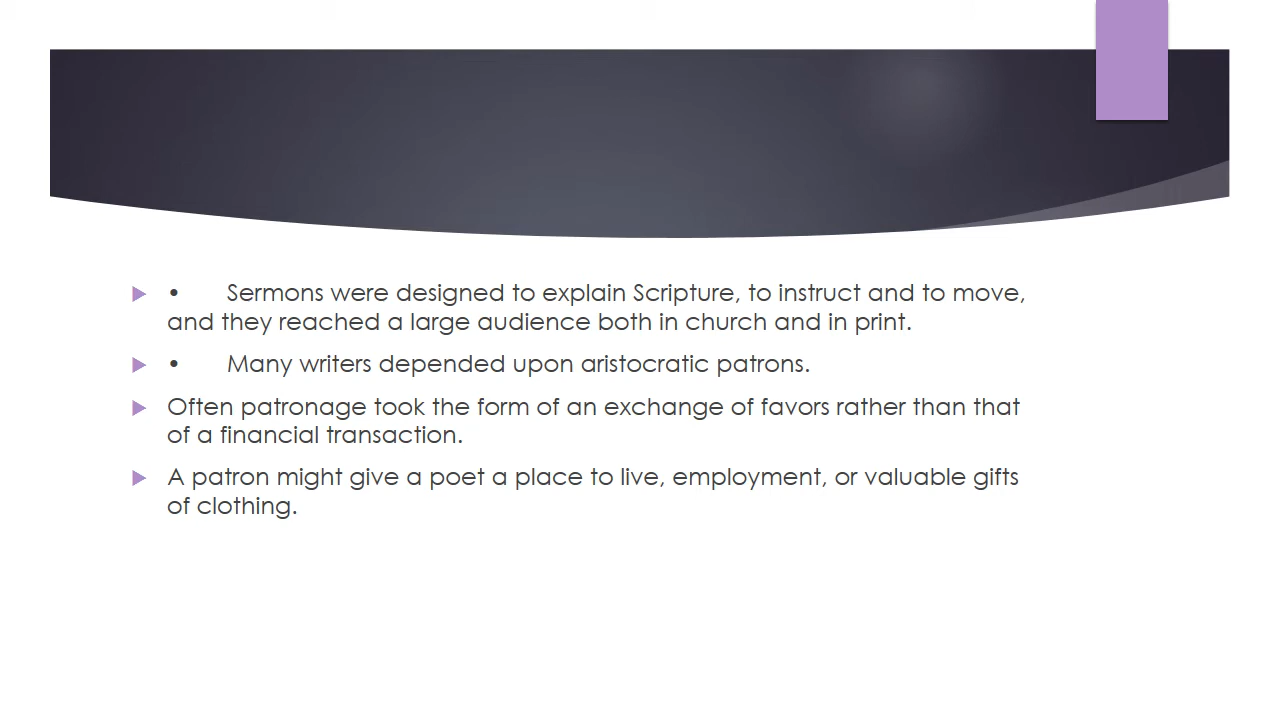 • Sermons were designed to explain Scripture, to instruct and to move,
and they reached a large audience both in church and in print.
• Many writers depended upon aristocratic patrons.
Often patronage took the form of an exchange of favors rather than that
of a financial transaction.
A patron might give a poet a place to live, employment, or valuable gifts
of clothing.